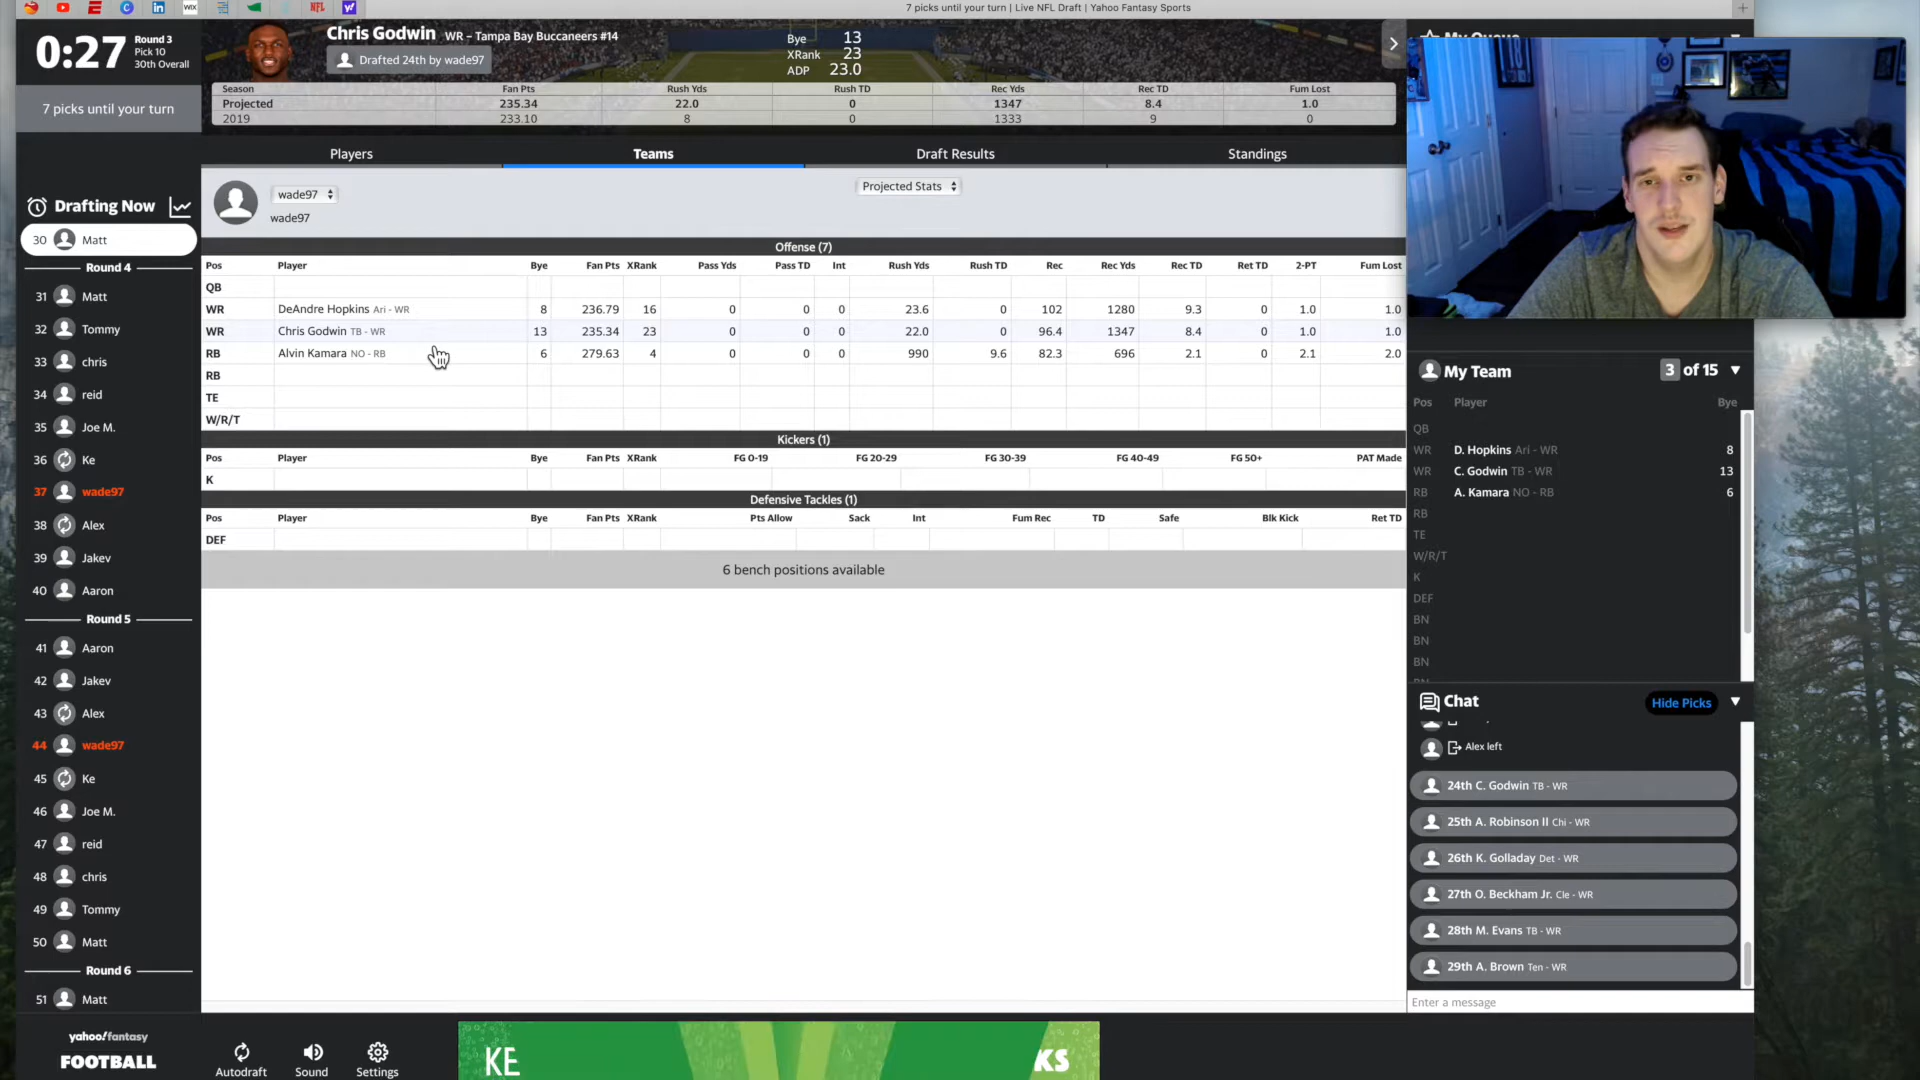 7 picks until your turn | Live NFL Draft | Yahoo Fantasy Sports
0:27
Round 3
Pick 10
30th Overall
7 picks until your turn
Chris Godwin WR – Tampa Bay Buccaneers #14
Drafted 24th by wade97
Bye 13
XRank 23
ADP 23.0
Season Fan Pts Rush Yds Rush TD Rec Yds Rec TD Fum Lost
Projected 235.34 22.0 0 1347 8.4 1.0
2019 233.10 8 0 1333 9 0
Players Teams Draft Results Standings
wade97
wade97
Projected Stats
Offense (7)
Pos Player Bye Fan Pts XRank Pass Yds Pass TD Int Rush Yds Rush TD Rec Rec Yds Rec TD Ret TD 2-PT Fum Lost
QB
WR DeAndre Hopkins Ari - WR 8 236.79 16 0 0 0 23.6 0 102 1280 9.3 0 1.0 1.0
WR Chris Godwin TB - WR 13 235.34 23 0 0 0 22.0 0 96.4 1347 8.4 0 1.0 1.0
RB Alvin Kamara NO - RB 6 279.63 4 0 0 0 990 9.6 82.3 696 2.1 0 2.1 2.0
RB
TE
W/R/T
Kickers (1)
Pos Player Bye Fan Pts XRank FG 0-19 FG 20-29 FG 30-39 FG 40-49 FG 50+ PAT Made
K
Defensive Tackles (1)
Pos Player Bye Fan Pts XRank Pts Allow Sack Int Fum Rec TD Safe Blk Kick Ret TD
DEF
6 bench positions available
Drafting Now
30 Matt
Round 4
31 Matt
32 Tommy
33 chris
34 reid
35 Joe M.
36 Ke
37 wade97
38 Alex
39 Jakev
40 Aaron
Round 5
41 Aaron
42 Jakev
43 Alex
44 wade97
45 Ke
46 Joe M.
47 reid
48 chris
49 Tommy
50 Matt
Round 6
51 Matt
yahoo!fantasy
FOOTBALL
Autodraft
Sound
Settings
KE
KS
My Team 3 of 15
Pos Player Bye
QB
WR D. Hopkins Ari - WR 8
WR C. Godwin TB - WR 13
RB A. Kamara NO - RB 6
RB
TE
W/R/T
K
DEF
BN
BN
BN
Chat Hide Picks
Alex left
24th C. Godwin TB - WR
25th A. Robinson II Chi - WR
26th K. Golladay Det - WR
27th O. Beckham Jr. Cle - WR
28th M. Evans TB - WR
29th A. Brown Ten - WR
Enter a message